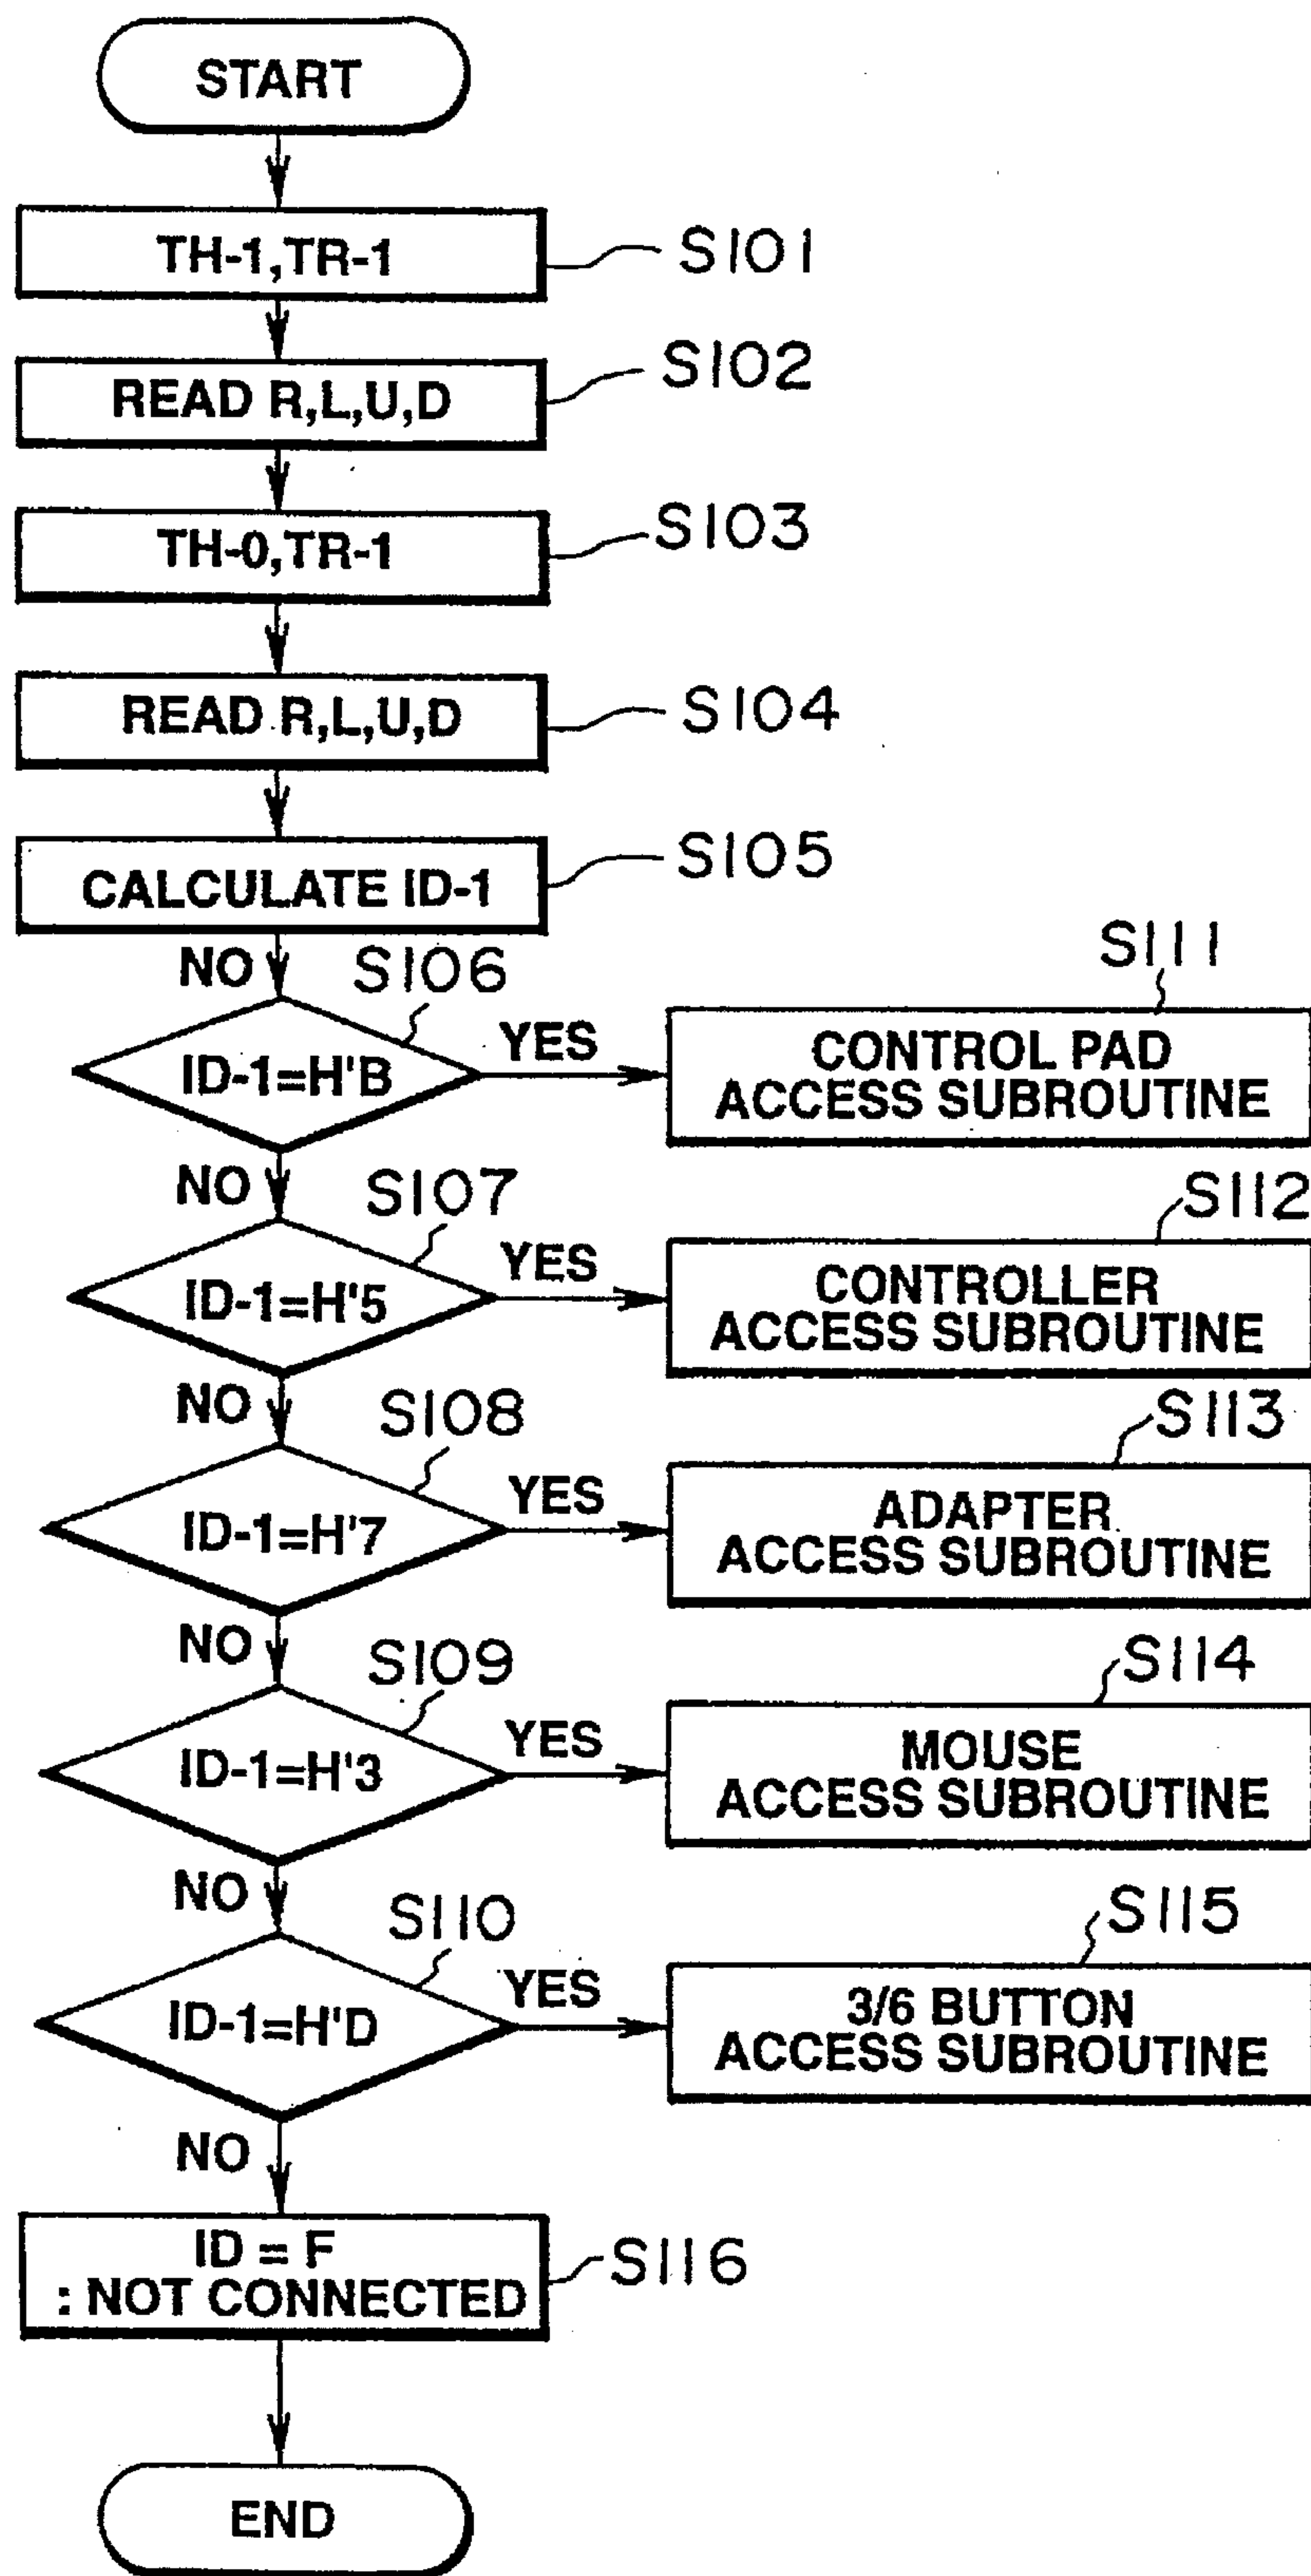 START
TH-1,TR-1
S101
READ R,L,U,D
S102
TH-0,TR-1
S103
READ R,L,U,D
S104
CALCULATE ID-1
S105
NO
S106
ID-1=H'B
YES
S111
CONTROL PAD
ACCESS SUBROUTINE
NO
S107
ID-1=H'5
YES
S112
CONTROLLER
ACCESS SUBROUTINE
NO
S108
ID-1=H'7
YES
S113
ADAPTER
ACCESS SUBROUTINE
NO
S109
ID-1=H'3
YES
S114
MOUSE
ACCESS SUBROUTINE
NO
S110
ID-1=H'D
YES
S115
3/6 BUTTON
ACCESS SUBROUTINE
NO
ID = F
: NOT CONNECTED
S116
END